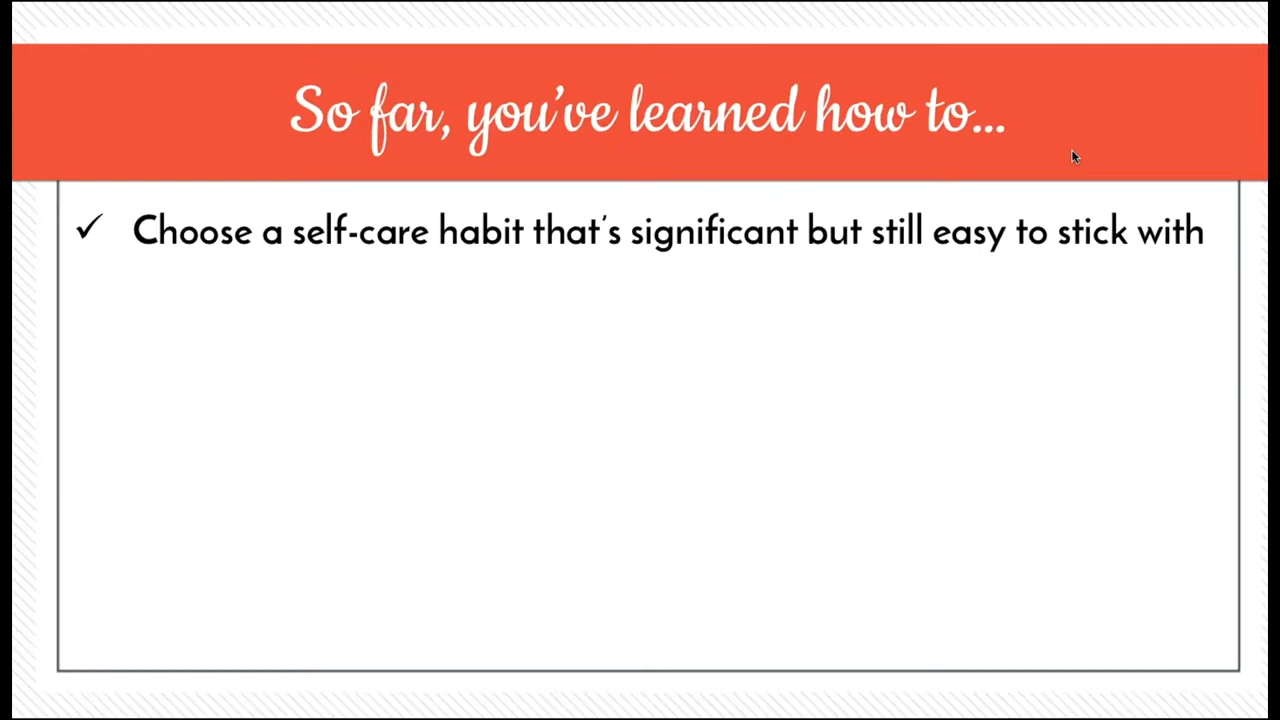 So far, you've learned how to...
✓ Choose a self-care habit that's significant but still easy to stick with